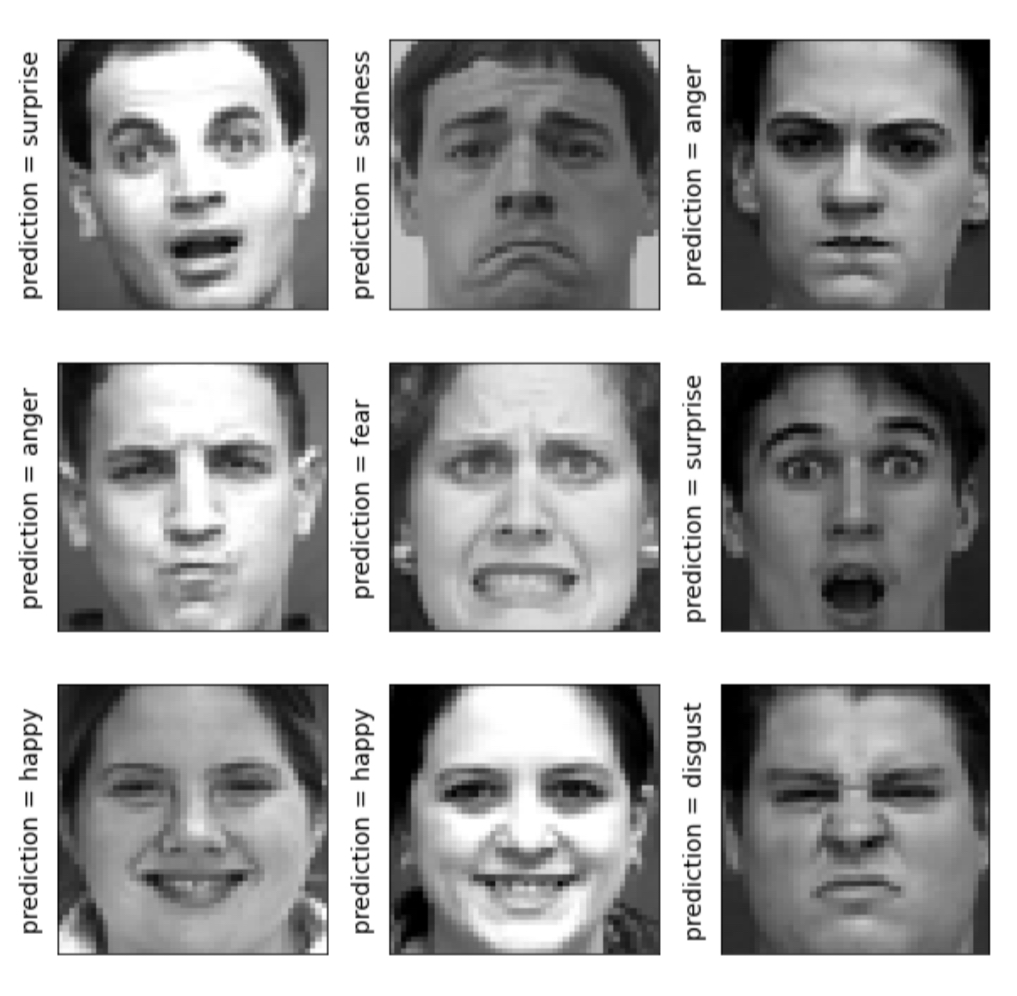 prediction = surprise
prediction = sadness
prediction = anger
prediction = anger
prediction = fear
prediction = surprise
prediction = happy
prediction = happy
prediction = disgust